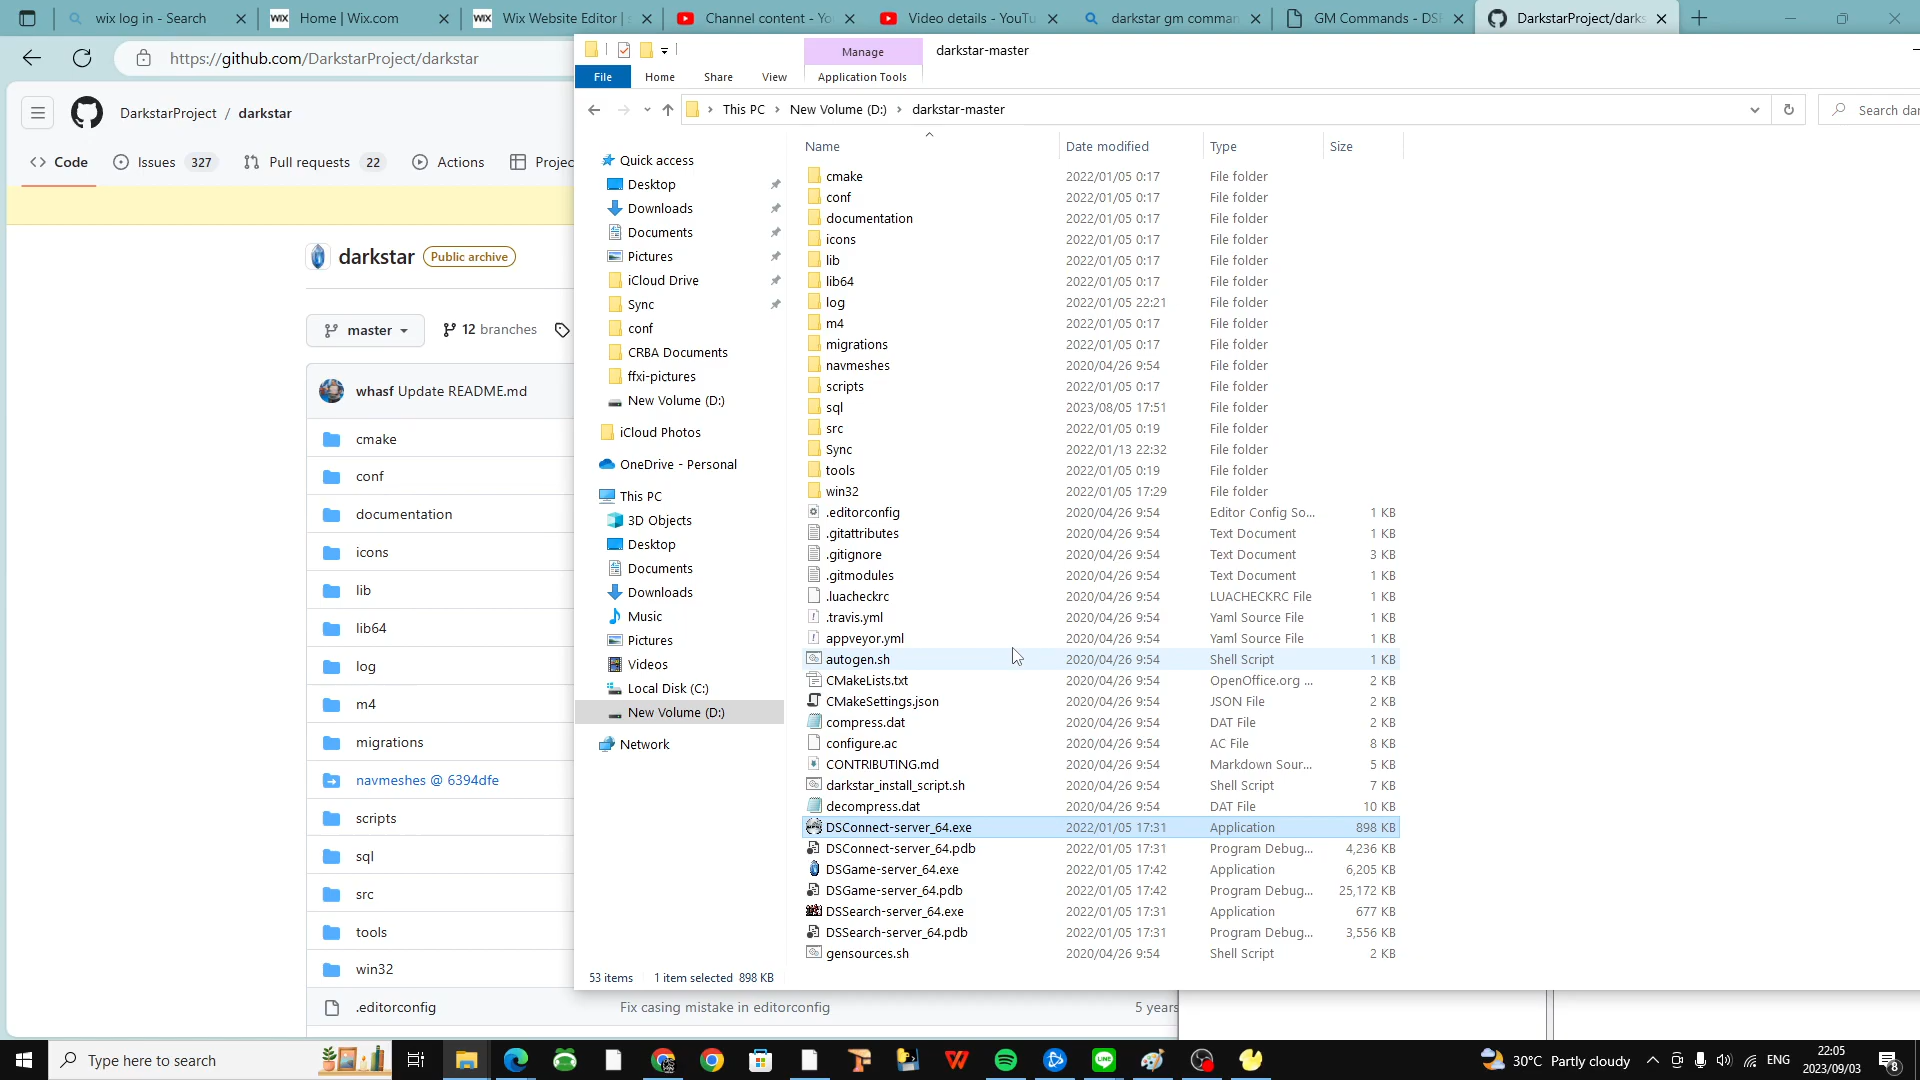 wix log in - Search
Home | Wix.com
Wix Website Editor | s
Channel content - Yo
Video details - YouTu
darkstar gm comman
GM Commands - DSP
DarkstarProject/darks
https://github.com/DarkstarProject/darkstar
DarkstarProject / darkstar
Code
Issues 327
Pull requests 22
Actions
Projec
darkstar Public archive
master
12 branches
whasf Update README.md
cmake
conf
documentation
icons
lib
lib64
log
m4
migrations
navmeshes @ 6394dfe
scripts
sql
src
tools
win32
.editorconfig Fix casing mistake in editorconfig 5 years
Manage darkstar-master
File Home Share View Application Tools
This PC New Volume (D:) darkstar-master
Search dar
Quick access
Desktop
Downloads
Documents
Pictures
iCloud Drive
Sync
conf
CRBA Documents
ffxi-pictures
New Volume (D:)
iCloud Photos
OneDrive - Personal
This PC
3D Objects
Desktop
Documents
Downloads
Music
Pictures
Videos
Local Disk (C:)
New Volume (D:)
Network
Name Date modified Type Size
cmake 2022/01/05 0:17 File folder
conf 2022/01/05 0:17 File folder
documentation 2022/01/05 0:17 File folder
icons 2022/01/05 0:17 File folder
lib 2022/01/05 0:17 File folder
lib64 2022/01/05 0:17 File folder
log 2022/01/05 22:21 File folder
m4 2022/01/05 0:17 File folder
migrations 2022/01/05 0:17 File folder
navmeshes 2020/04/26 9:54 File folder
scripts 2022/01/05 0:17 File folder
sql 2023/08/05 17:51 File folder
src 2022/01/05 0:19 File folder
Sync 2022/01/13 22:32 File folder
tools 2022/01/05 0:19 File folder
win32 2022/01/05 17:29 File folder
.editorconfig 2020/04/26 9:54 Editor Config So... 1 KB
.gitattributes 2020/04/26 9:54 Text Document 1 KB
.gitignore 2020/04/26 9:54 Text Document 3 KB
.gitmodules 2020/04/26 9:54 Text Document 1 KB
.luacheckrc 2020/04/26 9:54 LUACHECKRC File 1 KB
.travis.yml 2020/04/26 9:54 Yaml Source File 1 KB
appveyor.yml 2020/04/26 9:54 Yaml Source File 1 KB
autogen.sh 2020/04/26 9:54 Shell Script 1 KB
CMakeLists.txt 2020/04/26 9:54 OpenOffice.org ... 2 KB
CMakeSettings.json 2020/04/26 9:54 JSON File 2 KB
compress.dat 2020/04/26 9:54 DAT File 2 KB
configure.ac 2020/04/26 9:54 AC File 8 KB
CONTRIBUTING.md 2020/04/26 9:54 Markdown Sour... 5 KB
darkstar_install_script.sh 2020/04/26 9:54 Shell Script 7 KB
decompress.dat 2020/04/26 9:54 DAT File 10 KB
DSConnect-server_64.exe 2022/01/05 17:31 Application 898 KB
DSConnect-server_64.pdb 2022/01/05 17:31 Program Debug... 4,236 KB
DSGame-server_64.exe 2022/01/05 17:42 Application 6,205 KB
DSGame-server_64.pdb 2022/01/05 17:42 Program Debug... 25,172 KB
DSSearch-server_64.exe 2022/01/05 17:31 Application 677 KB
DSSearch-server_64.pdb 2022/01/05 17:31 Program Debug... 3,556 KB
gensources.sh 2020/04/26 9:54 Shell Script 2 KB
53 items 1 item selected 898 KB
Type here to search
30°C Partly cloudy
ENG
22:05
2023/09/03
8